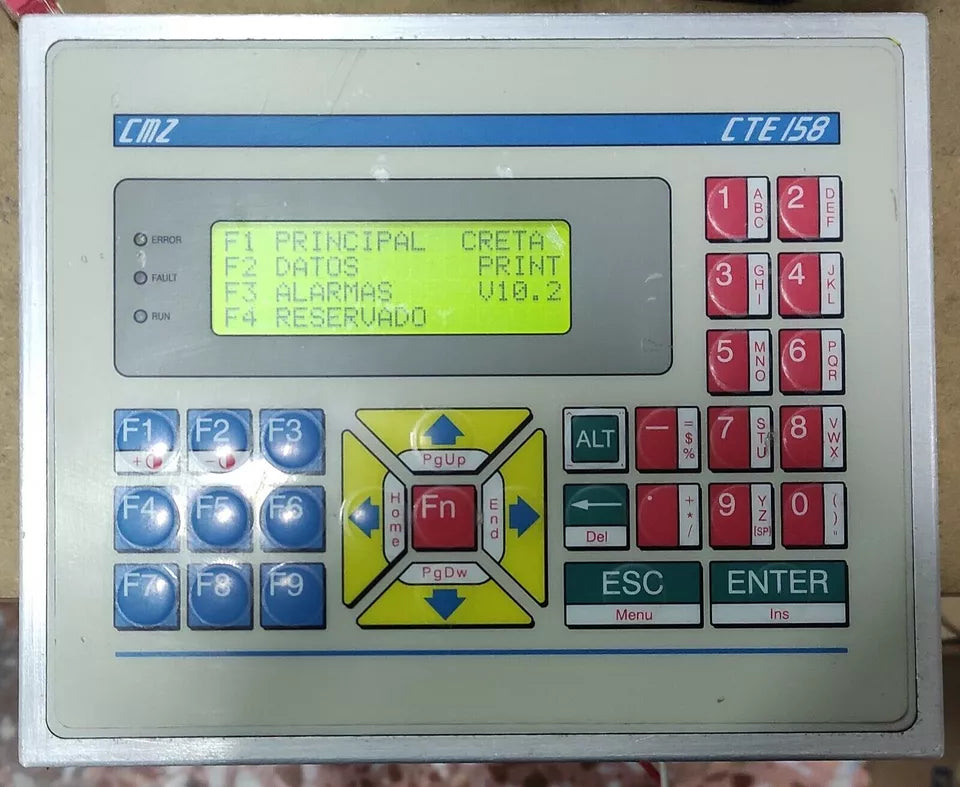 CMZ CTE158
ERROR
FAULT
RUN
F1 PRINCIPAL CRETA
F2 DATOS PRINT
F3 ALARMAS V10.2
F4 RESERVADO
1 ABC 2 DEF
3 GHI 4 JKL
5 MNO 6 PQR
F1 + F2 - F3
F4 F5 F6
F7 F8 F9
PgUp
Home Fn End
PgDw
ALT — =$% 7 STU 8 VWX
← Del . +*/ 9 YZ[SP] 0 ()"
ESC ENTER
Menu Ins